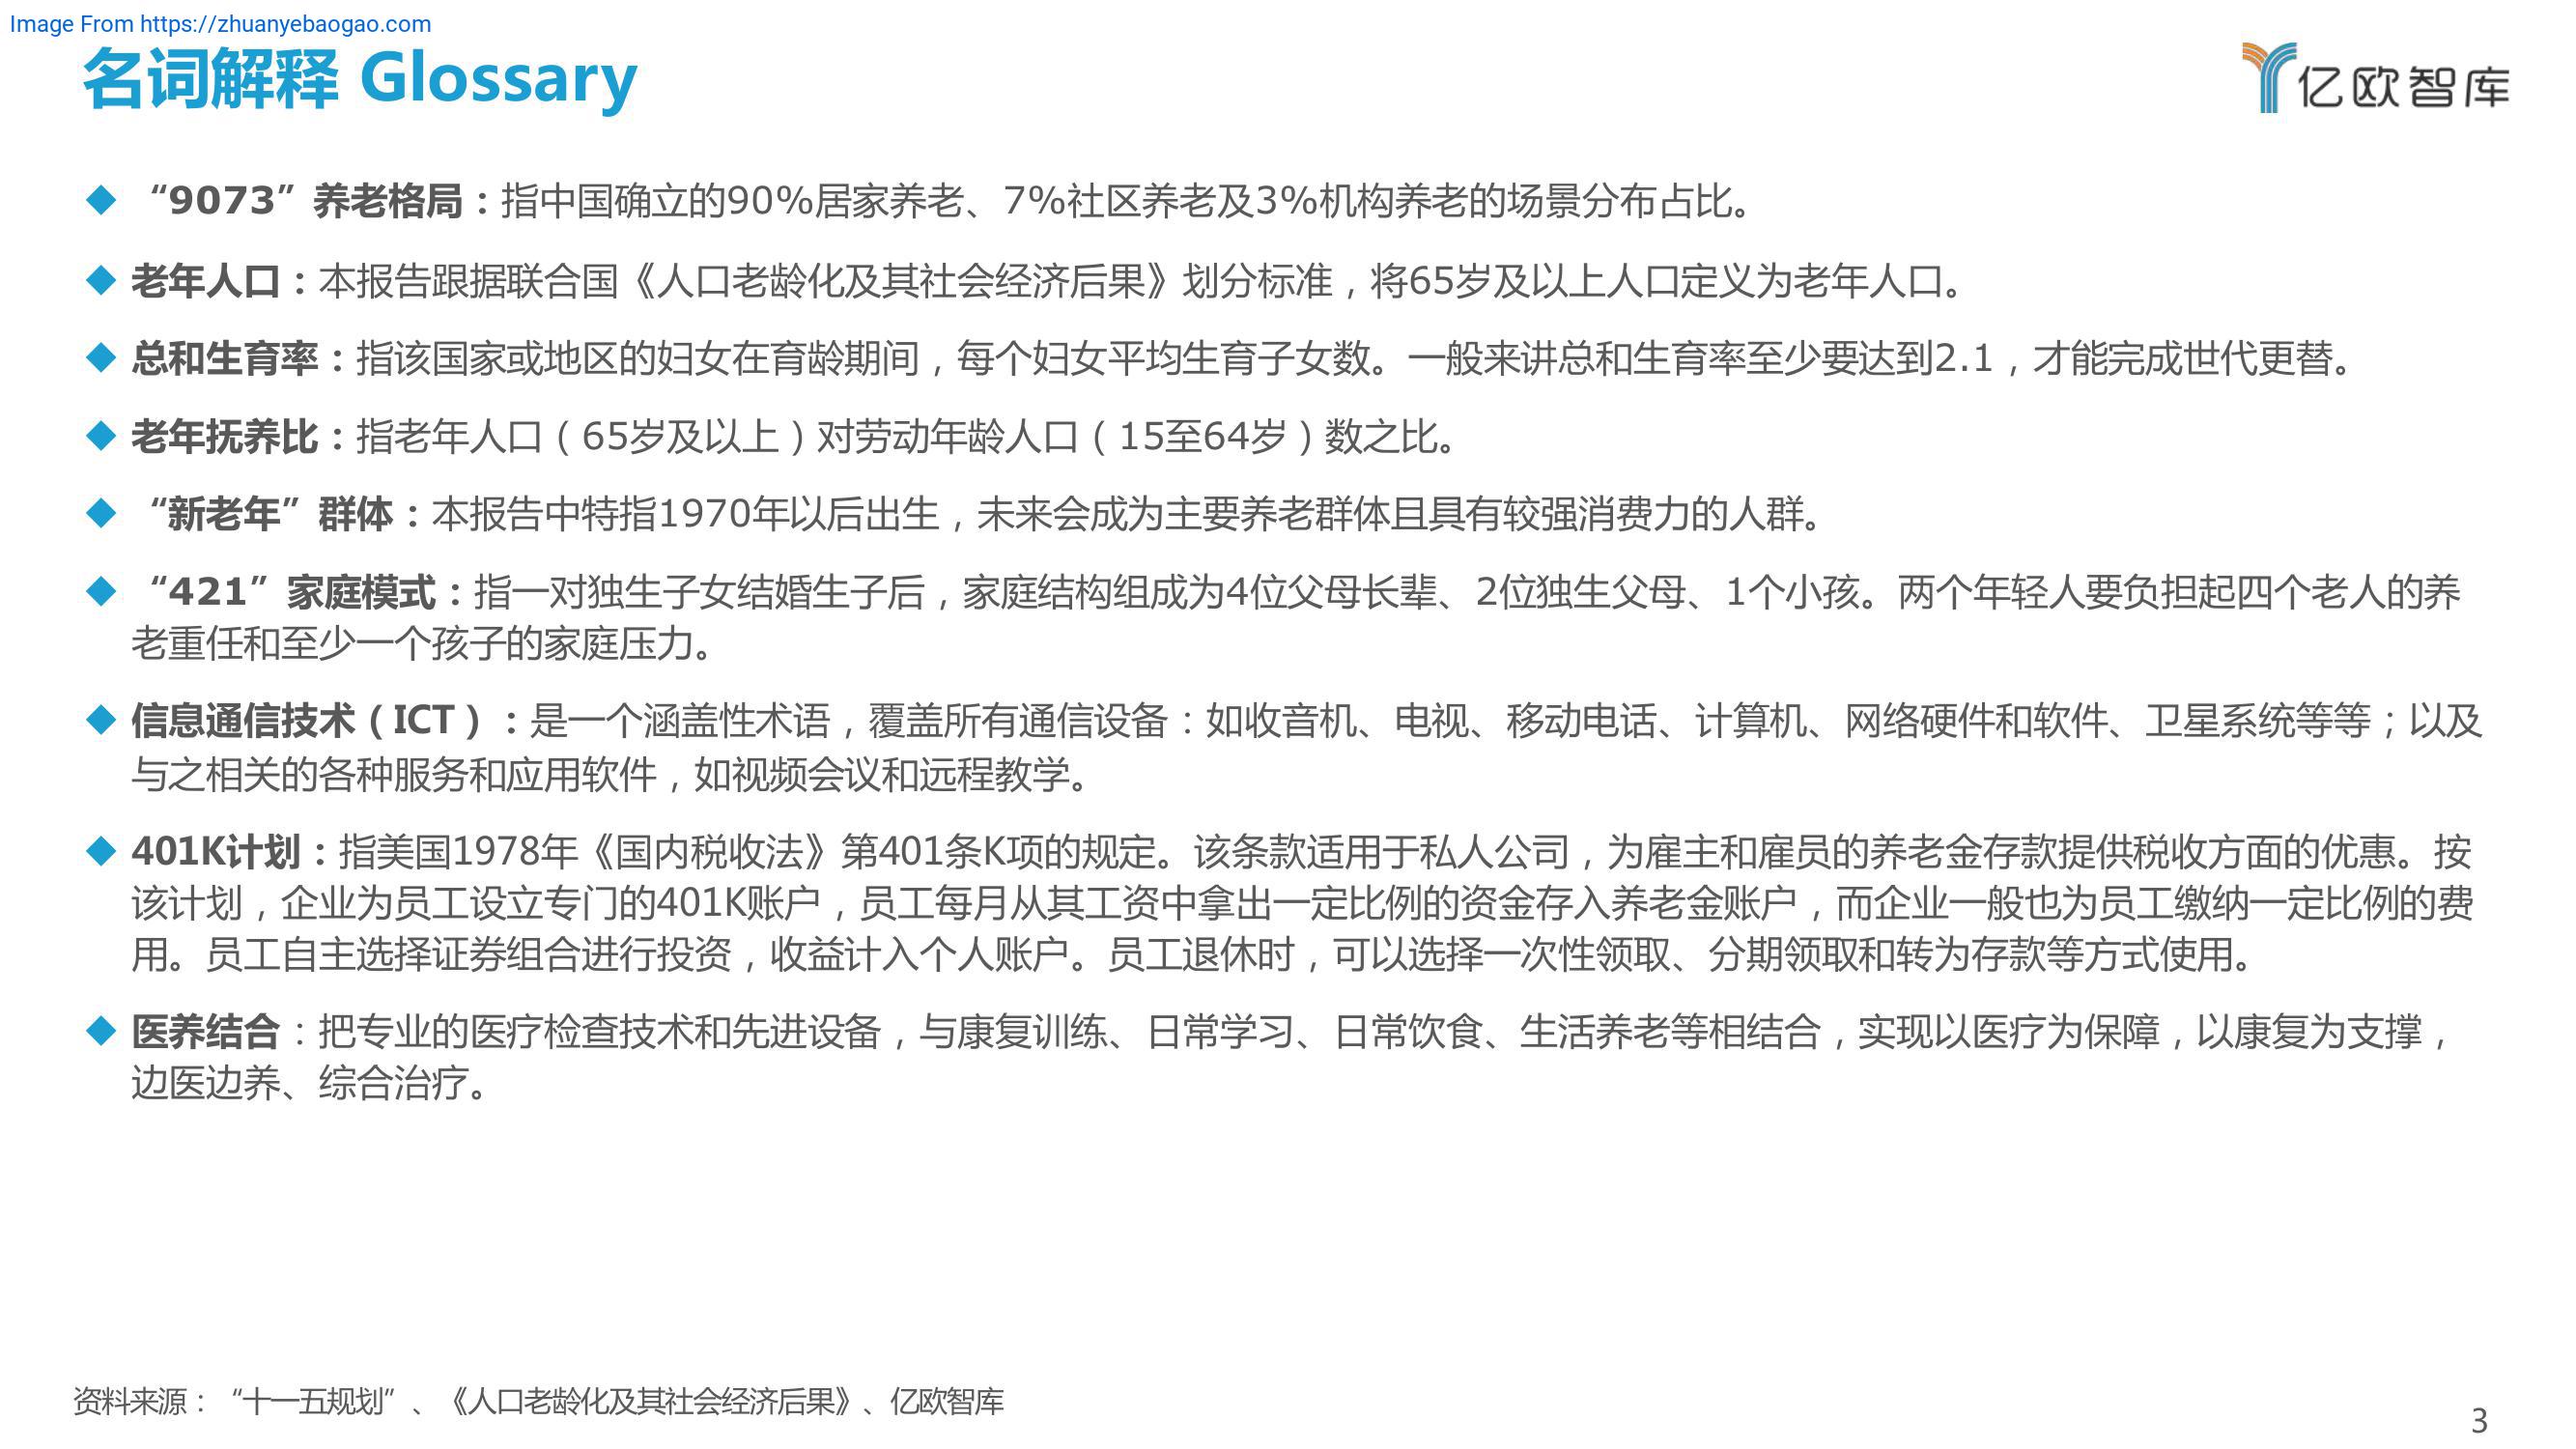 Image From https://zhuanyebaogao.com
名词解释 Glossary
亿欧智库
“9073”养老格局：指中国确立的90%居家养老、7%社区养老及3%机构养老的场景分布占比。
老年人口：本报告跟据联合国《人口老龄化及其社会经济后果》划分标准，将65岁及以上人口定义为老年人口。
总和生育率：指该国家或地区的妇女在育龄期间，每个妇女平均生育子女数。一般来讲总和生育率至少要达到2.1，才能完成世代更替。
老年抚养比：指老年人口（65岁及以上）对劳动年龄人口（15至64岁）数之比。
“新老年”群体：本报告中特指1970年以后出生，未来会成为主要养老群体且具有较强消费力的人群。
“421”家庭模式：指一对独生子女结婚生子后，家庭结构组成为4位父母长辈、2位独生父母、1个小孩。两个年轻人要负担起四个老人的养
老重任和至少一个孩子的家庭压力。
信息通信技术（ICT）：是一个涵盖性术语，覆盖所有通信设备：如收音机、电视、移动电话、计算机、网络硬件和软件、卫星系统等等；以及
与之相关的各种服务和应用软件，如视频会议和远程教学。
401K计划：指美国1978年《国内税收法》第401条K项的规定。该条款适用于私人公司，为雇主和雇员的养老金存款提供税收方面的优惠。按
该计划，企业为员工设立专门的401K账户，员工每月从其工资中拿出一定比例的资金存入养老金账户，而企业一般也为员工缴纳一定比例的费
用。员工自主选择证券组合进行投资，收益计入个人账户。员工退休时，可以选择一次性领取、分期领取和转为存款等方式使用。
医养结合：把专业的医疗检查技术和先进设备，与康复训练、日常学习、日常饮食、生活养老等相结合，实现以医疗为保障，以康复为支撑，
边医边养、综合治疗。
资料来源：“十一五规划”、《人口老龄化及其社会经济后果》、亿欧智库
3